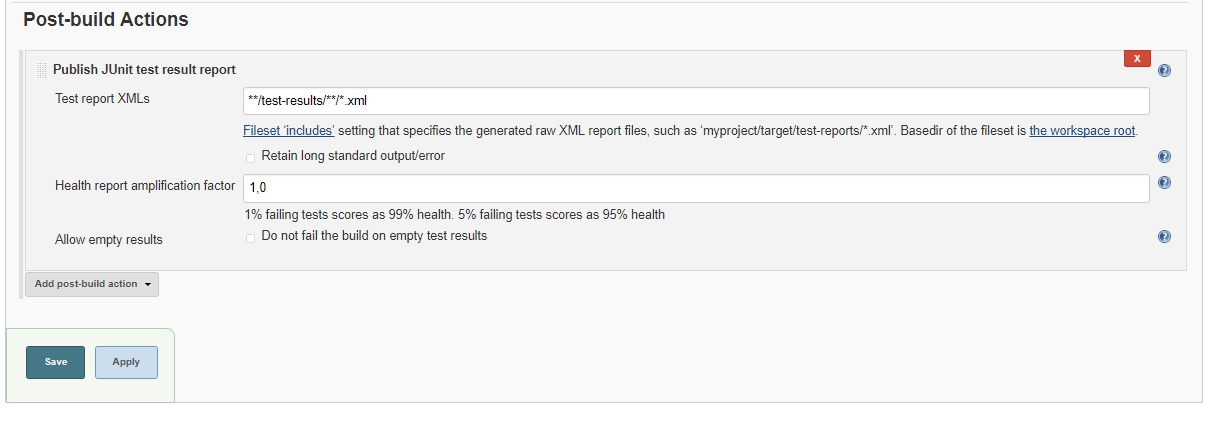 Post-build Actions
Publish JUnit test result report
X
Test report XMLs
**/test-results/**/*.xml
Fileset 'includes' setting that specifies the generated raw XML report files, such as 'myproject/target/test-reports/*.xml'. Basedir of the fileset is the workspace root.
Retain long standard output/error
Health report amplification factor
1,0
1% failing tests scores as 99% health. 5% failing tests scores as 95% health
Allow empty results
Do not fail the build on empty test results
Add post-build action
Save
Apply